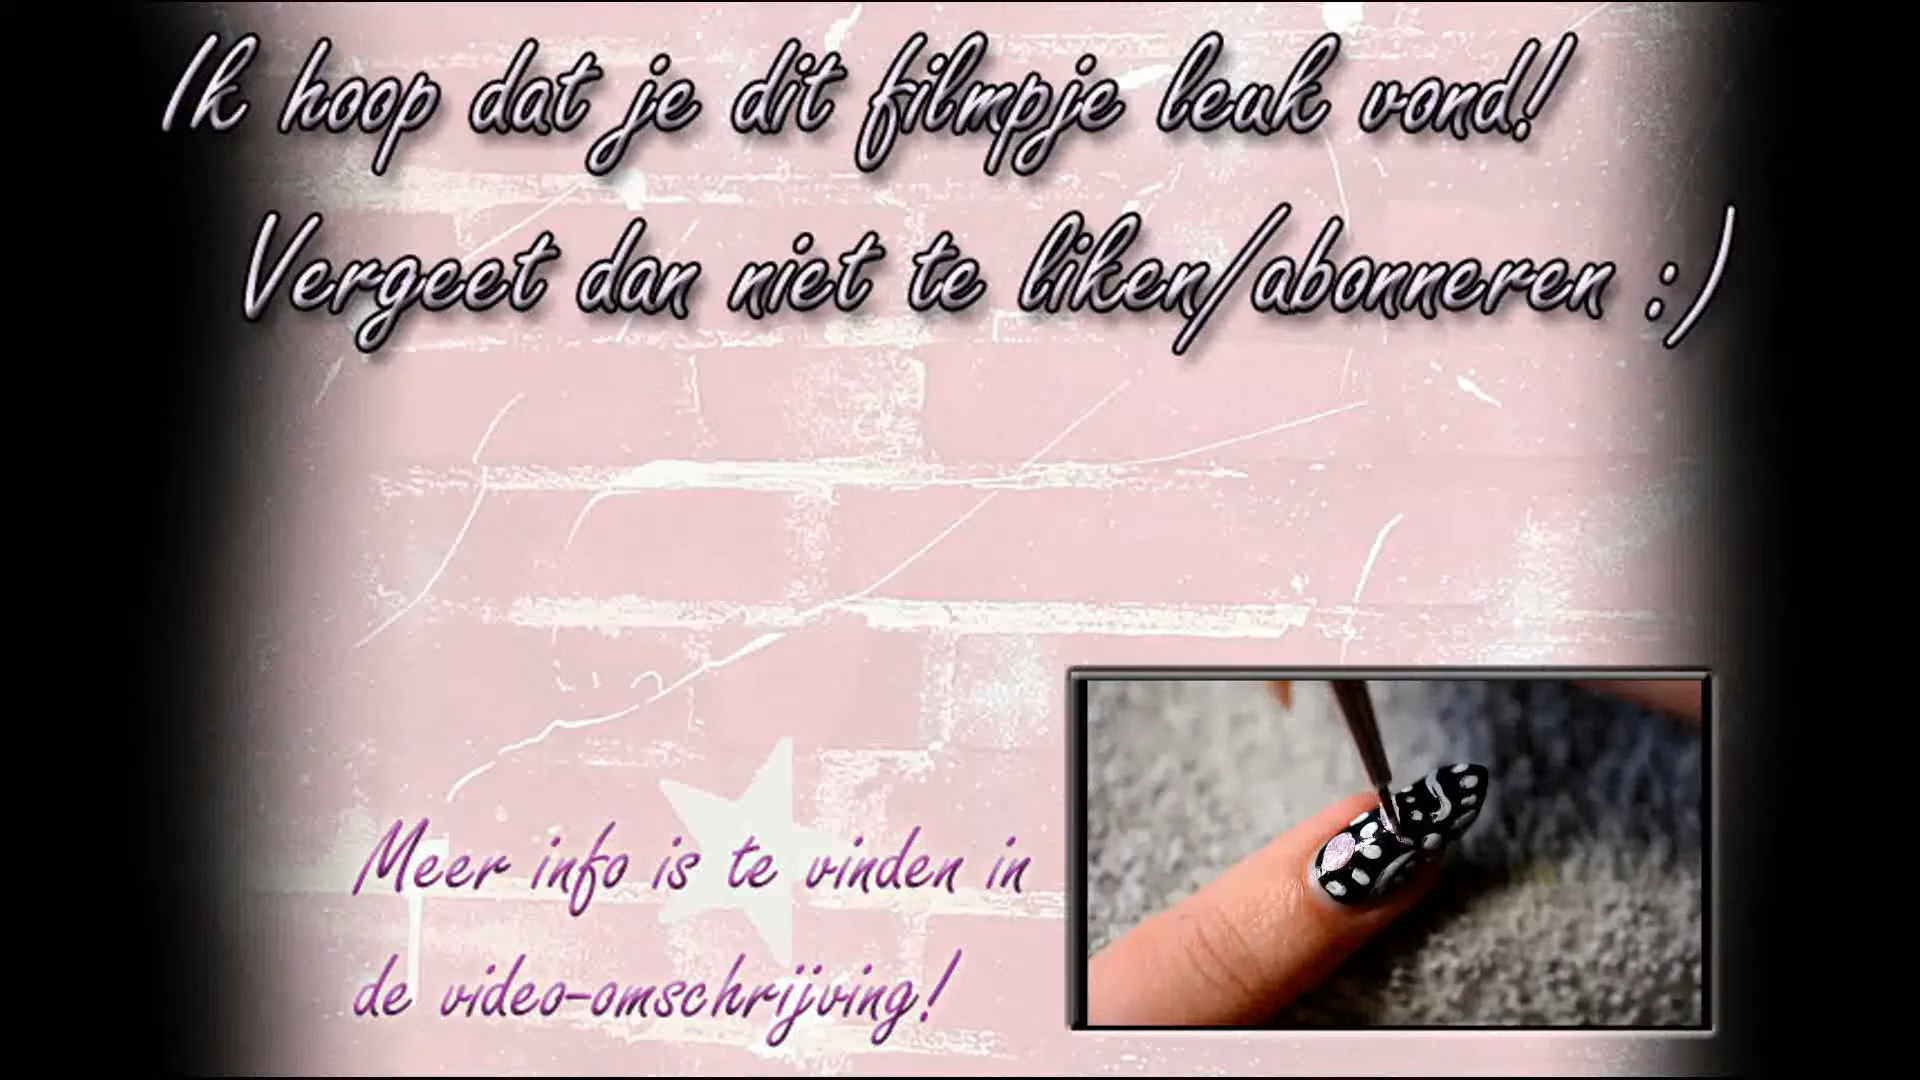 Ik hoop dat je dit filmpje leuk vond!
Vergeet dan niet te liken/abonneren :)
Meer info is te vinden in
de video-omschrijving!